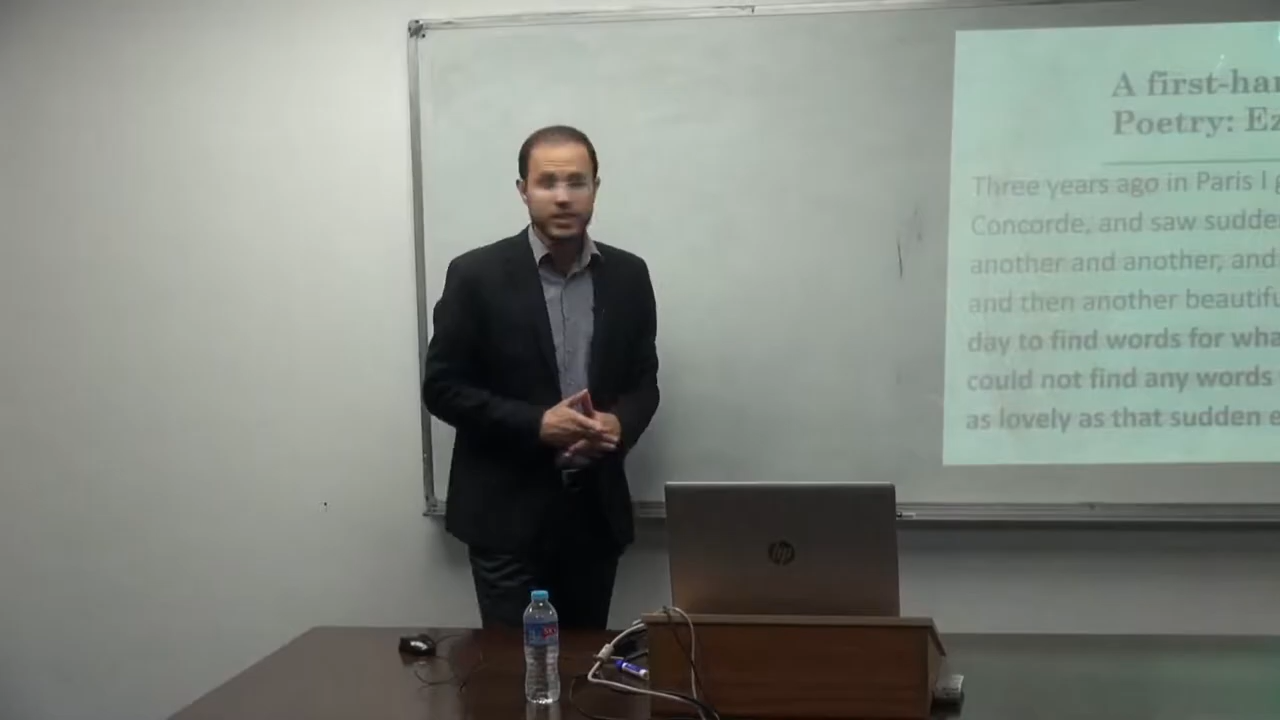 A first-har
Poetry: Ez
Three years ago in Paris I g
Concorde, and saw sudde
another and another, and
and then another beautifu
day to find words for wha
could not find any words
as lovely as that sudden e
hp